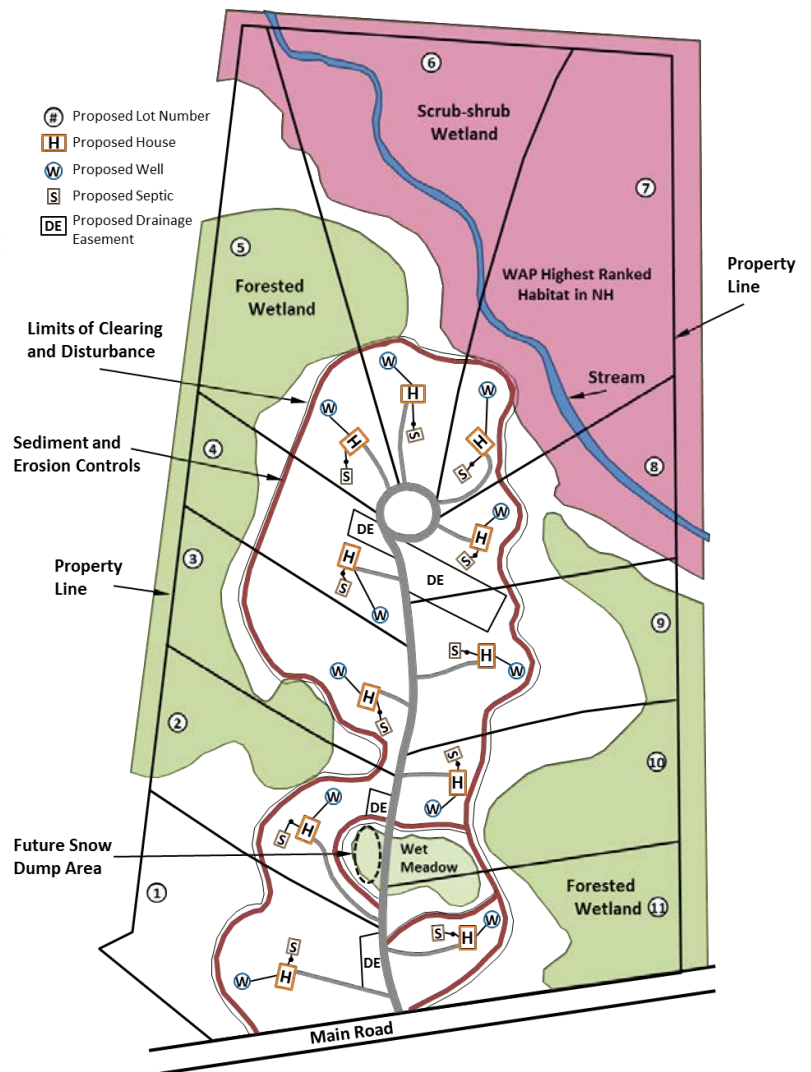 6
Scrub-shrub
Wetland
# Proposed Lot Number
H Proposed House
W Proposed Well
S Proposed Septic
DE Proposed Drainage
Easement
7
5
Forested
Wetland
WAP Highest Ranked
Habitat in NH
Property
Line
Limits of Clearing
and Disturbance
Stream
W
H
S
W
H
S
W
H
S
Sediment and
Erosion Controls
4
8
DE
W
H
S
Property
Line
3
H
S
W
DE
9
S
H
W
W
H
S
2
S
H
W
10
W
H
S
DE
Future Snow
Dump Area
Wet
Meadow
1
Forested
Wetland
11
S
H
W
DE
S
H
W
Main Road